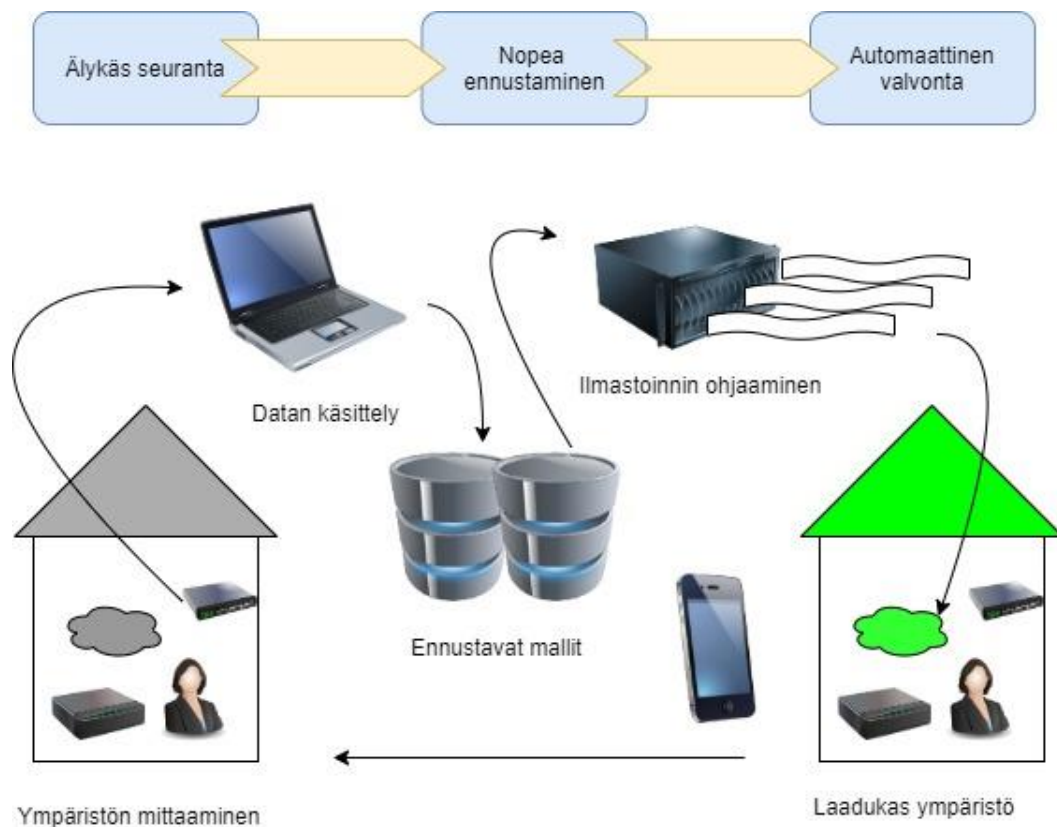 Älykäs seuranta
Nopea
ennustaminen
Automaattinen
valvonta
Datan käsittely
Ilmastoinnin ohjaaminen
Ennustavat mallit
Ympäristön mittaaminen
Laadukas ympäristö